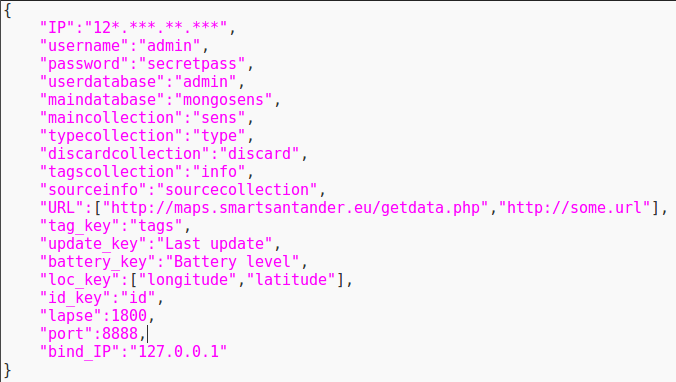 {
"IP":"12*.***.**.***",
"username":"admin",
"password":"secretpass",
"userdatabase":"admin",
"maindatabase":"mongosens",
"maincollection":"sens",
"typecollection":"type",
"discardcollection":"discard",
"tagscollection":"info",
"sourceinfo":"sourcecollection",
"URL":["http://maps.smartsantander.eu/getdata.php","http://some.url"],
"tag_key":"tags",
"update_key":"Last update",
"battery_key":"Battery level",
"loc_key":["longitude","latitude"],
"id_key":"id",
"lapse":1800,
"port":8888,
"bind_IP":"127.0.0.1"
}